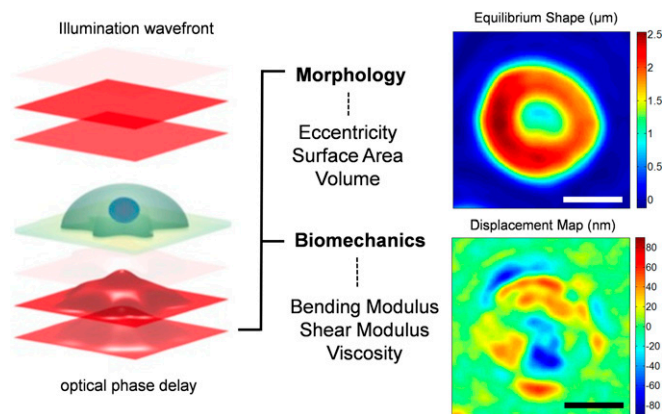 Illumination wavefront
optical phase delay
Morphology
Eccentricity
Surface Area
Volume
Biomechanics
Bending Modulus
Shear Modulus
Viscosity
Equilibrium Shape (µm)
2.5
2
1.5
1
0.5
0
Displacement Map (nm)
80
60
40
20
0
-20
-40
-60
-80